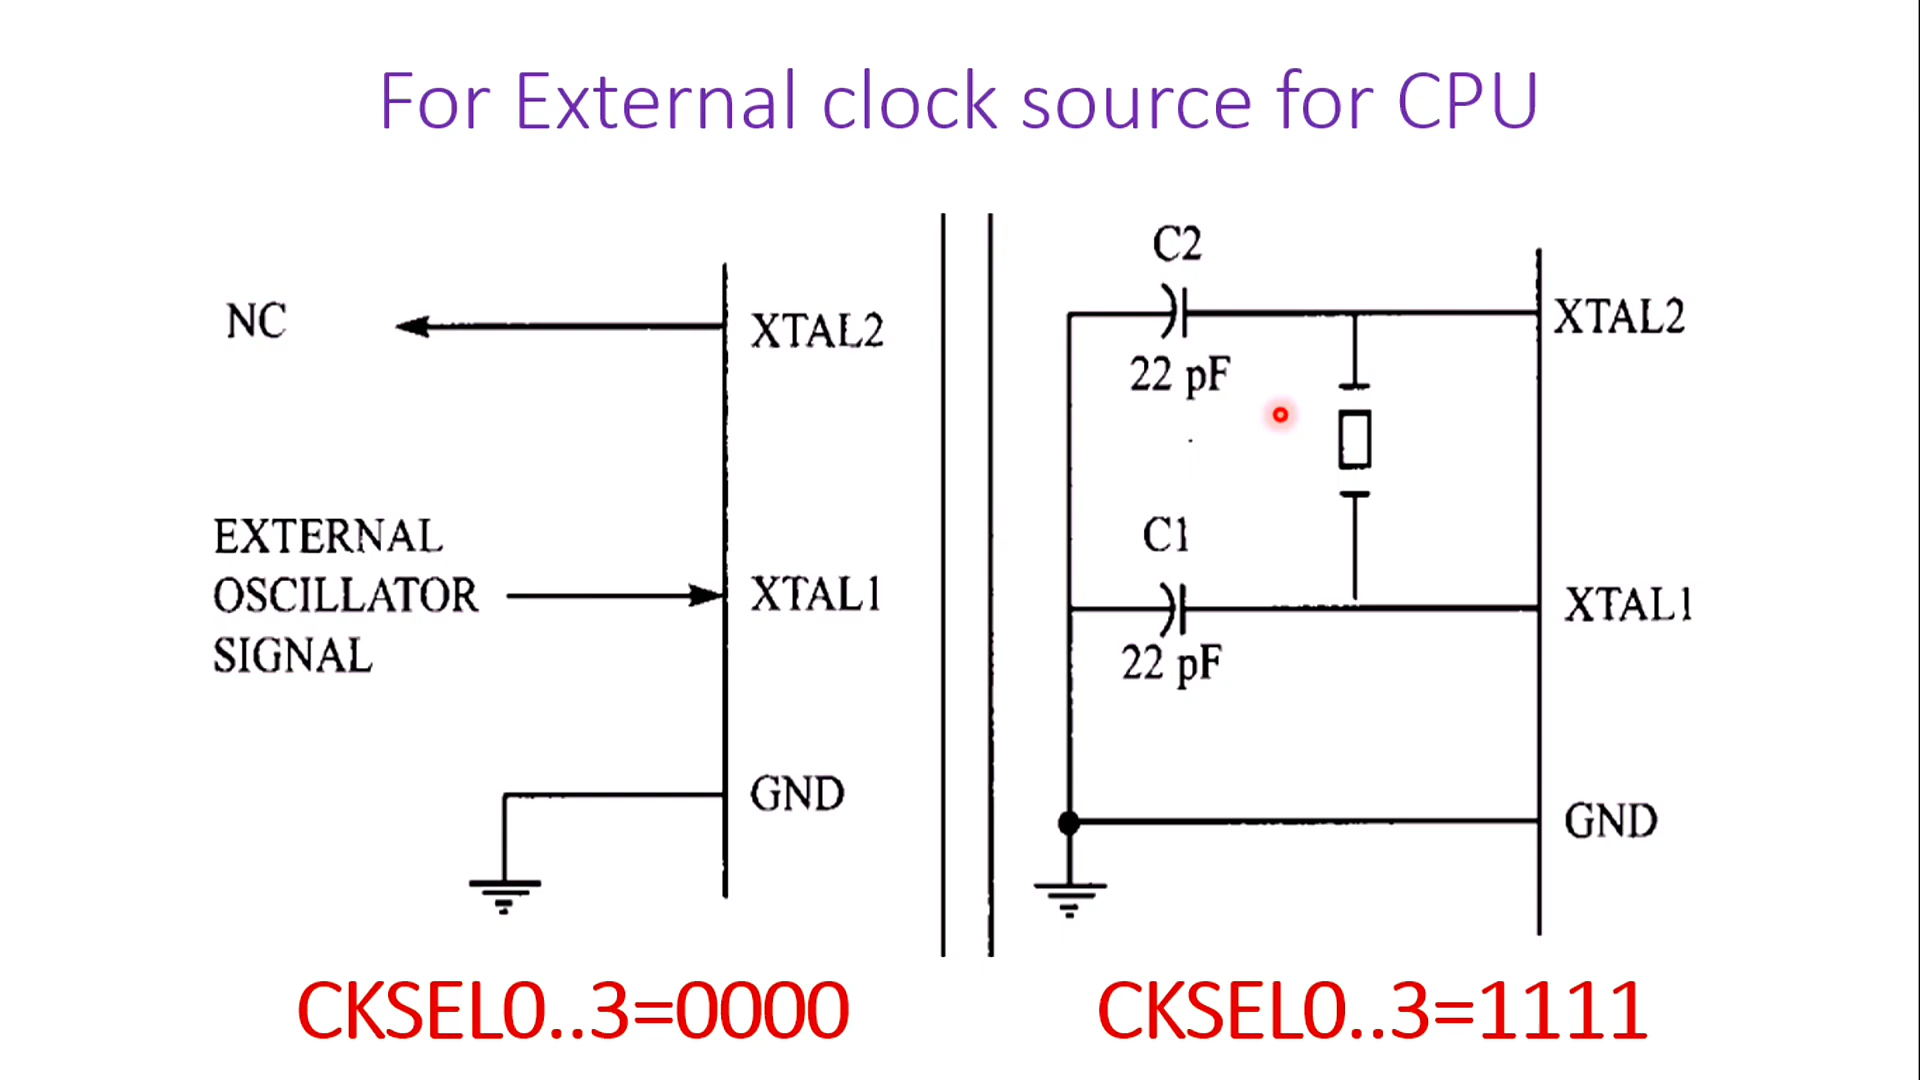 For External clock source for CPU
NC
XTAL2
EXTERNAL
OSCILLATOR
SIGNAL
XTAL1
GND
CKSEL0..3=0000
C2
22 pF
XTAL2
C1
22 pF
XTAL1
GND
CKSEL0..3=1111